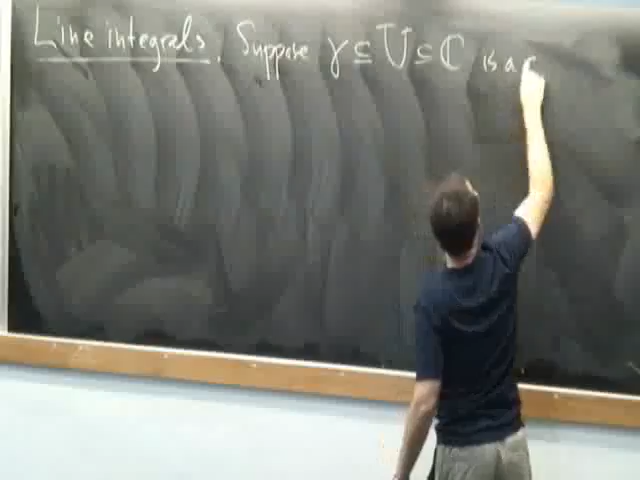 Line integrals. Suppose γ ⊆ U ⊆ ℂ is a